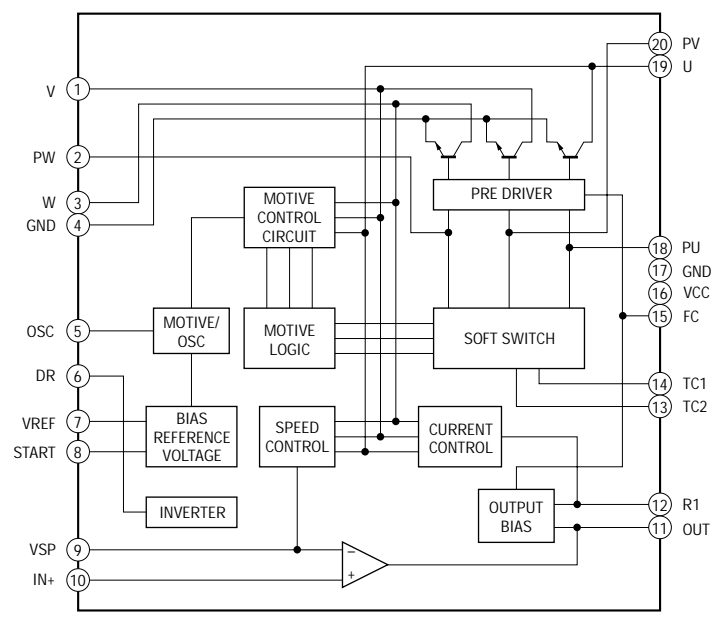 V 1
PW 2
W 3
GND 4
OSC 5
DR 6
VREF 7
START 8
VSP 9
IN+ 10
20 PV
19 U
18 PU
17 GND
16 VCC
15 FC
14 TC1
13 TC2
12 R1
11 OUT
PRE DRIVER
MOTIVE
CONTROL
CIRCUIT
MOTIVE/
OSC
MOTIVE
LOGIC
SOFT SWITCH
BIAS
REFERENCE
VOLTAGE
SPEED
CONTROL
CURRENT
CONTROL
INVERTER
OUTPUT
BIAS
−
+